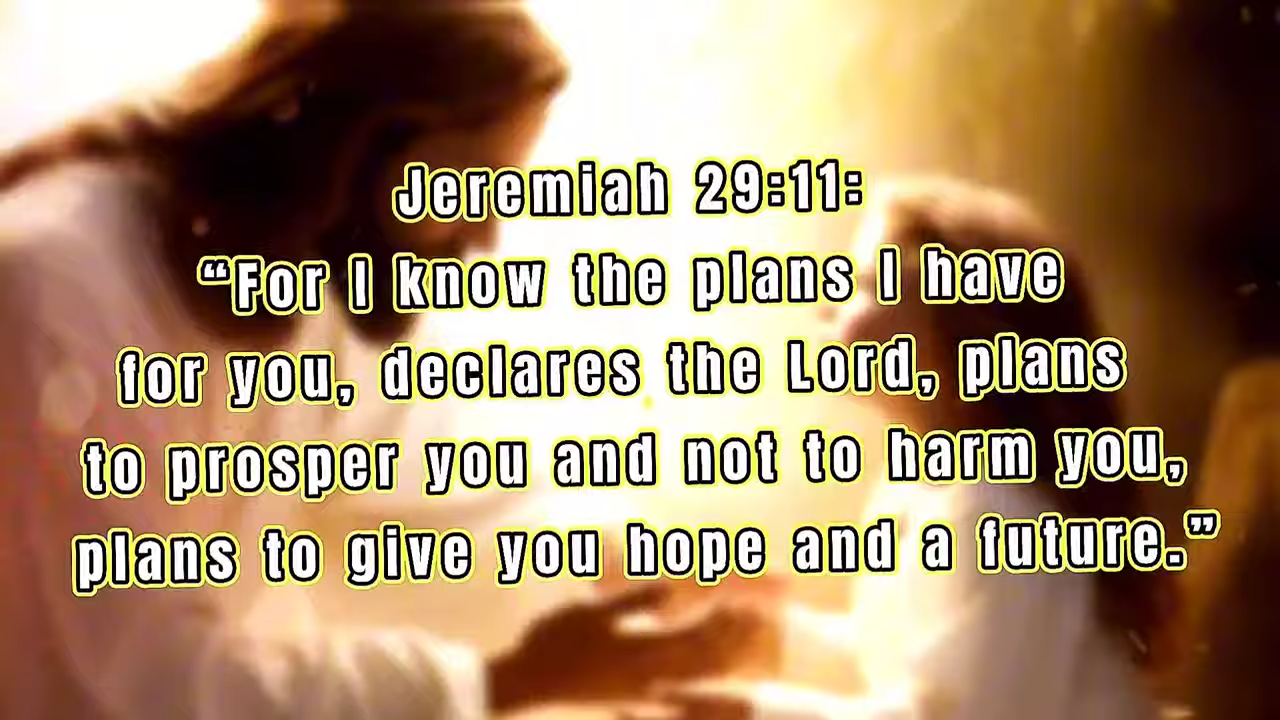 Jeremiah 29:11:
“For I know the plans I have
for you, declares the Lord, plans
to prosper you and not to harm you,
plans to give you hope and a future.”